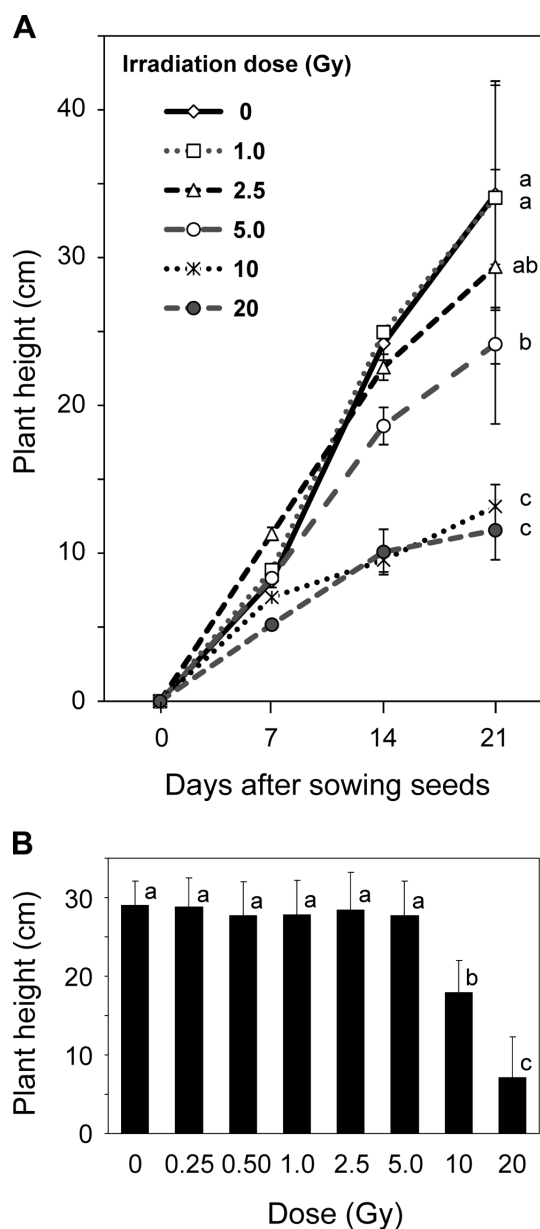 A
Irradiation dose (Gy)
0
1.0
2.5
5.0
10
20
40
30
20
10
0
Plant height (cm)
a
a
ab
b
c
c
0 7 14 21
Days after sowing seeds
B
30
20
10
0
Plant height (cm)
a a a a a a b c
0 0.25 0.50 1.0 2.5 5.0 10 20
Dose (Gy)